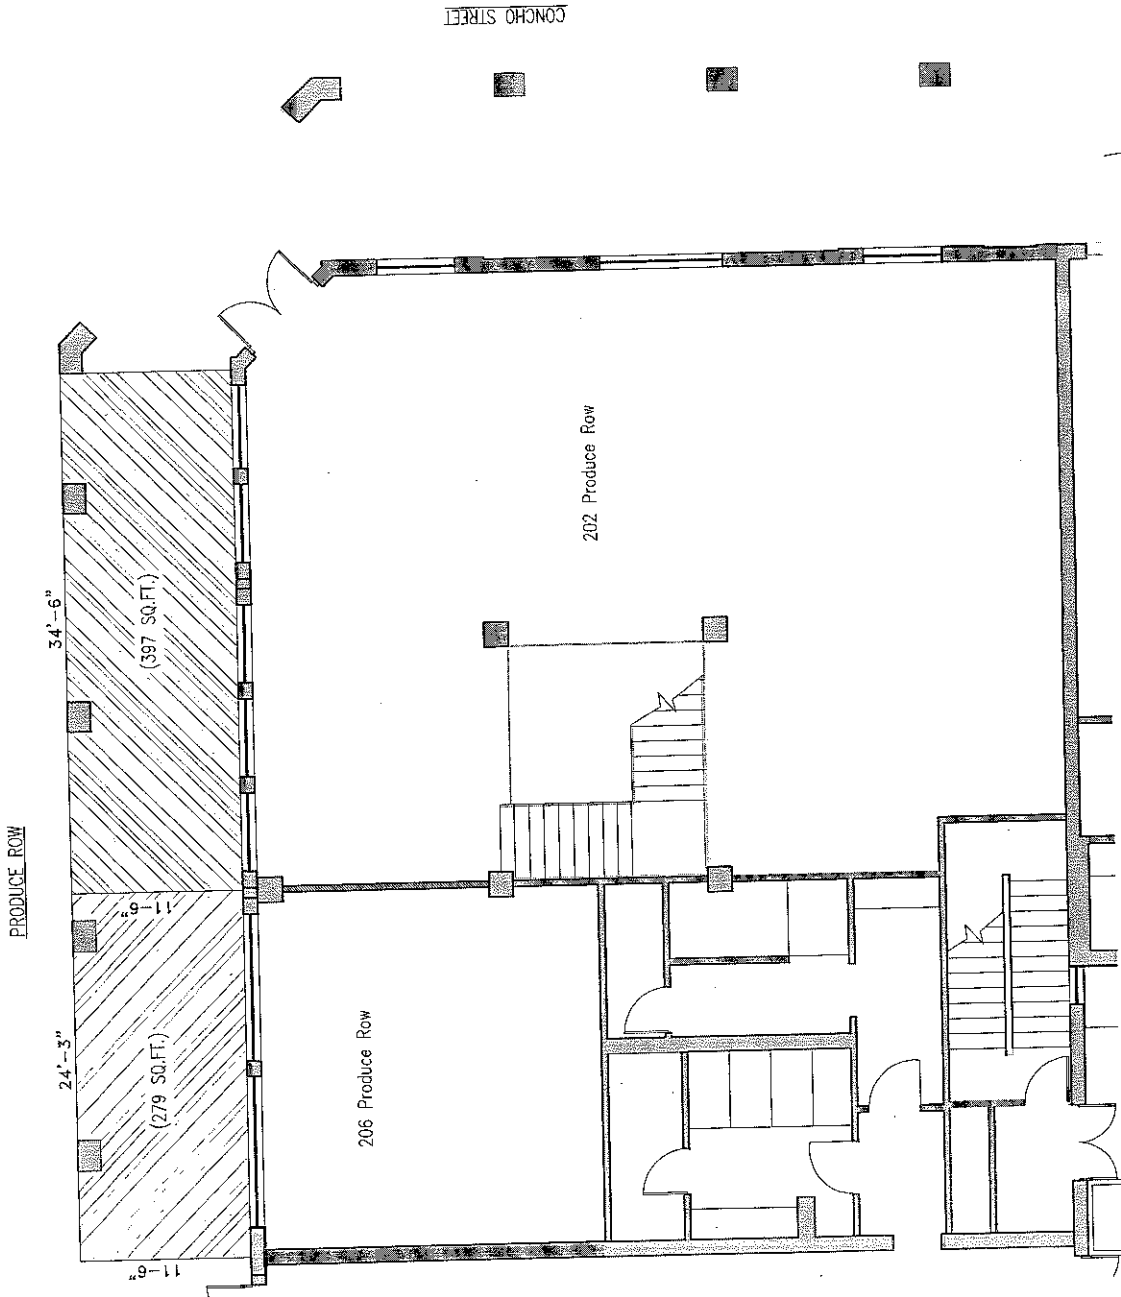 CONCHO STREET
PRODUCE ROW
34'-6"
(397 SQ.FT.)
202 Produce Row
11-6"
24'-3"
(279 SQ.FT.)
206 Produce Row
11-6"